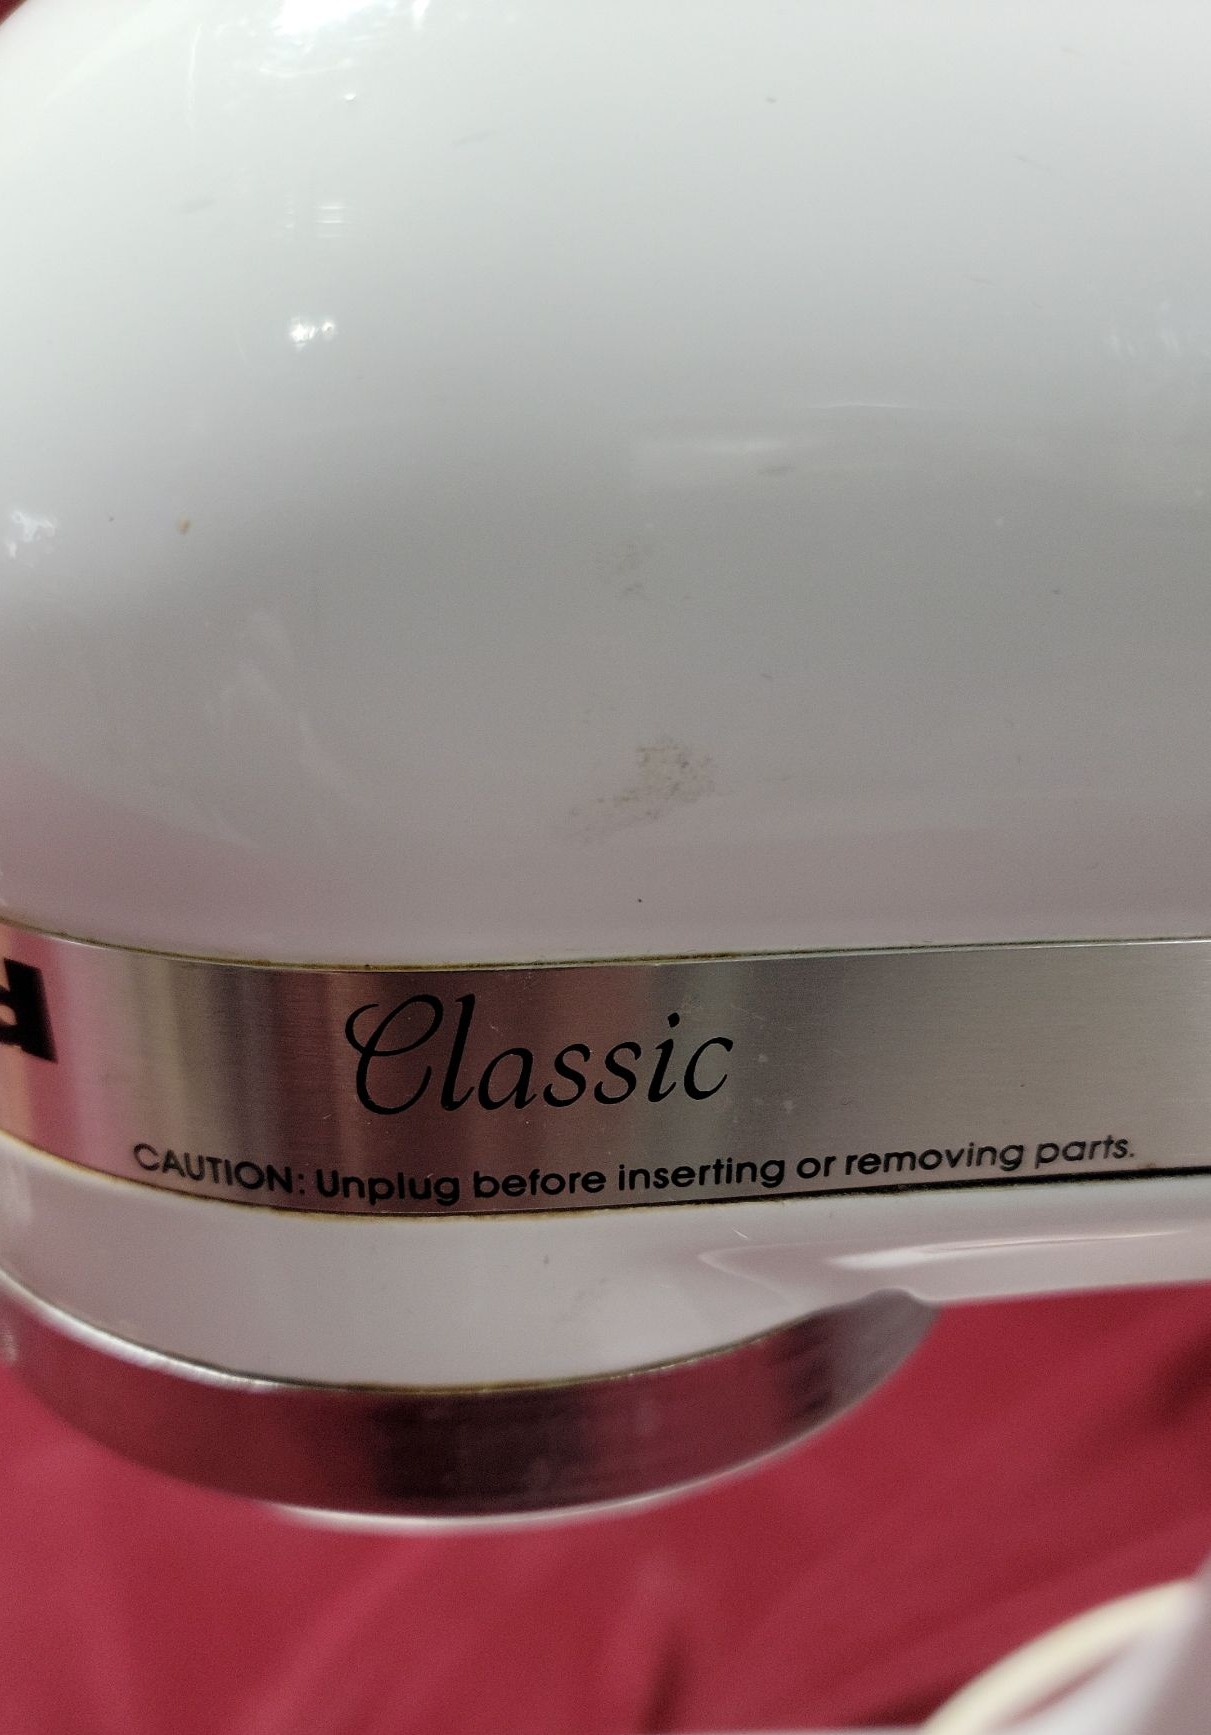 Classic
CAUTION: Unplug before inserting or removing parts.